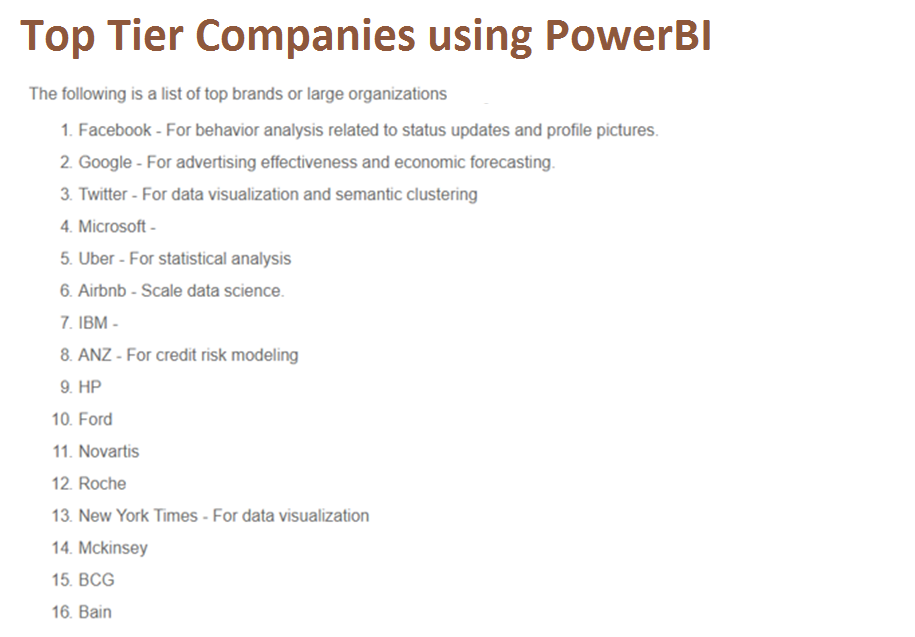 Top Tier Companies using PowerBI
The following is a list of top brands or large organizations
1. Facebook - For behavior analysis related to status updates and profile pictures.
2. Google - For advertising effectiveness and economic forecasting.
3. Twitter - For data visualization and semantic clustering
4. Microsoft -
5. Uber - For statistical analysis
6. Airbnb - Scale data science.
7. IBM -
8. ANZ - For credit risk modeling
9. HP
10. Ford
11. Novartis
12. Roche
13. New York Times - For data visualization
14. Mckinsey
15. BCG
16. Bain